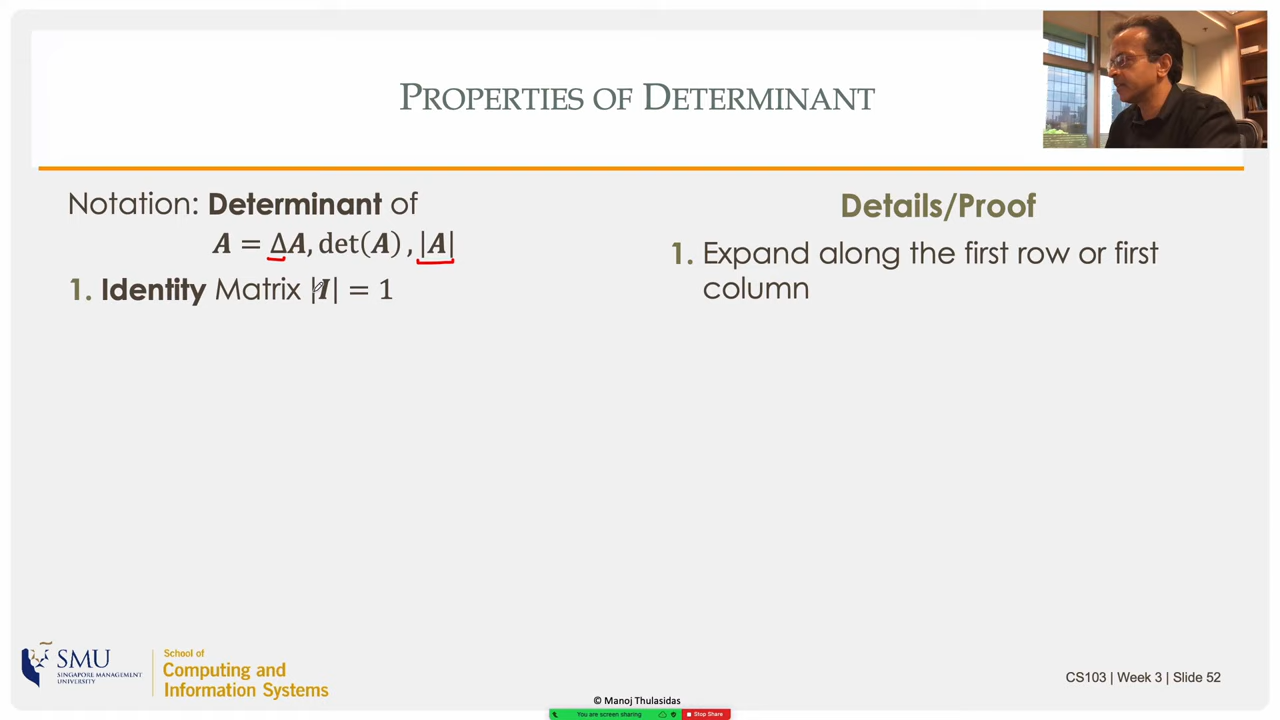 PROPERTIES OF DETERMINANT
Notation: Determinant of
A = ΔA, det(A), |A|
1. Identity Matrix |I| = 1
Details/Proof
1. Expand along the first row or first
column
SMU
SINGAPORE MANAGEMENT
UNIVERSITY
School of
Computing and
Information Systems
CS103 | Week 3 | Slide 52
© Manoj Thulasidas
You are screen sharing
Stop Share